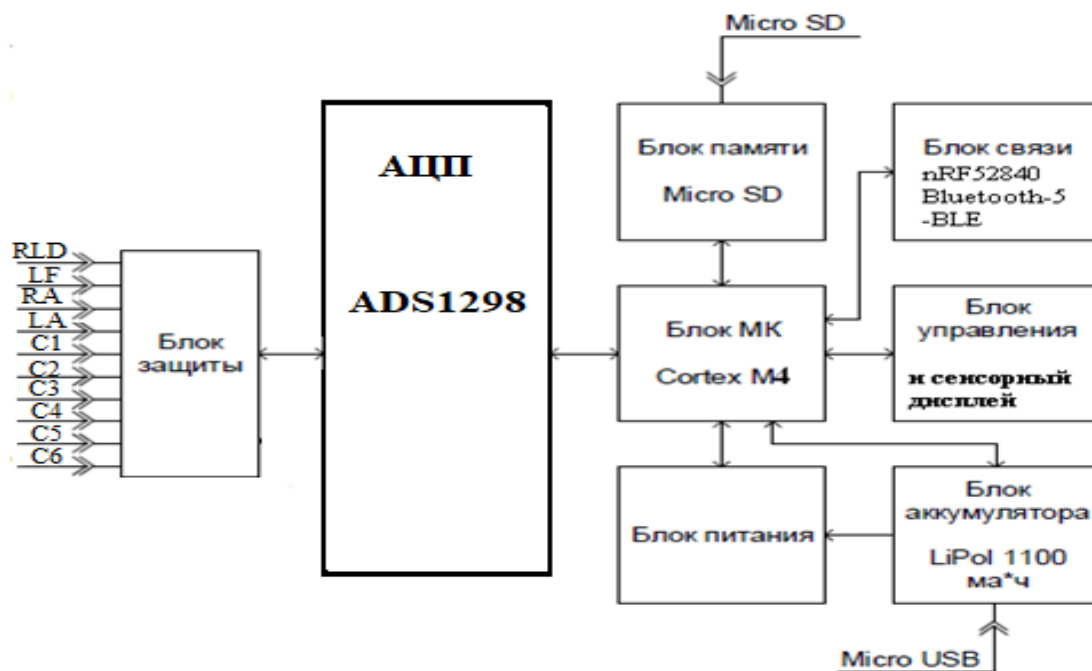 Micro SD
Блок памяти
Micro SD
Блок связи
nRF52840
Bluetooth-5
-BLE
АЦП
ADS1298
RLD
LF
RA
LA
C1
C2
C3
C4
C5
C6
Блок
защиты
Блок МК
Cortex M4
Блок
управления
и сенсорный
дисплей
Блок питания
Блок
аккумулятора
LiPol 1100
ма*ч
Micro USB